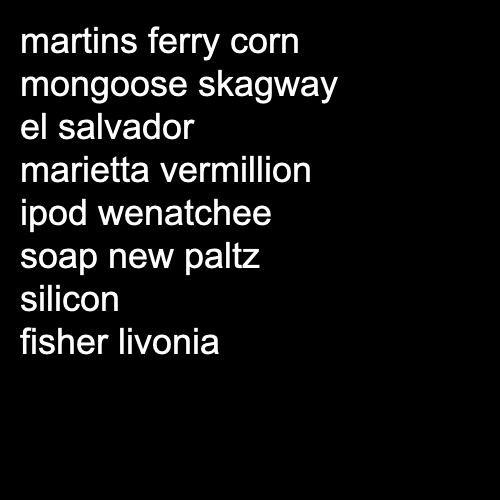 martins ferry corn
mongoose skagway
el salvador
marietta vermillion
ipod wenatchee
soap new paltz
silicon
fisher livonia